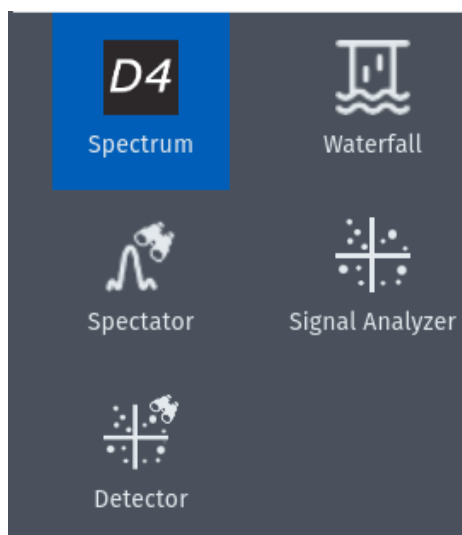 D4
Spectrum
Waterfall
Spectator
Signal Analyzer
Detector